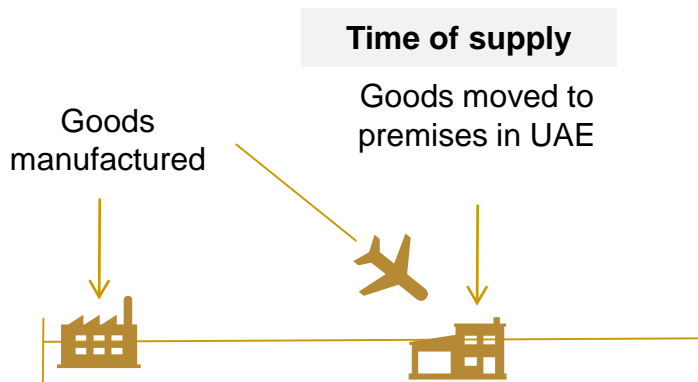 Time of supply
Goods moved to
premises in UAE
Goods
manufactured